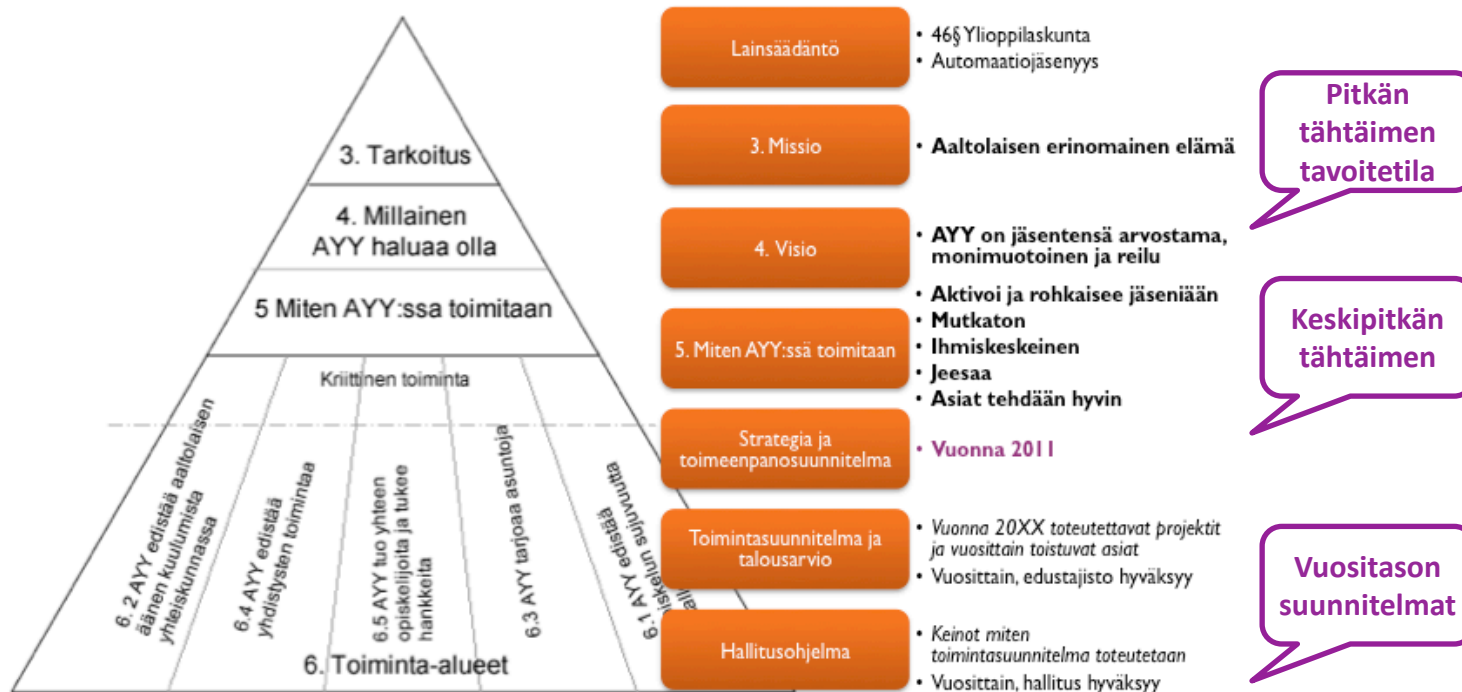 3. Tarkoitus
4. Millainen
AYY haluaa olla
5 Miten AYY:ssa toimitaan
Kriittinen toiminta
6. 2 AYY edistää aaltolaisen
äänen kuulumista
yhteiskunnassa
6.4 AYY edistää
yhdistysten toimintaa
6.5 AYY tuo yhteen
opiskelijoita ja tukee
hankkeita
6.3 AYY tarjoaa asuntoja
6.1 AYY edistää
sujuvuutta
6. Toiminta-alueet
Lainsäädäntö
• 46§ Ylioppilaskunta
• Automaatiojäsenyys
3. Missio
• Aaltolaisen erinomainen elämä
4. Visio
• AYY on jäsentensä arvostama,
monimuotoinen ja reilu
5. Miten AYY:ssä toimitaan
• Aktivoi ja rohkaisee jäseniään
• Mutkaton
• Ihmiskeskeinen
• Jeesaa
• Asiat tehdään hyvin
Strategia ja
toimeenpanosuunnitelma
• Vuonna 2011
Toimintasuunnitelma ja
talousarvio
• Vuonna 20XX toteutettavat projektit
ja vuosittain toistuvat asiat
• Vuosittain, edustajisto hyväksyy
Hallitusohjelma
• Keinot miten
toimintasuunnitelma toteutetaan
• Vuosittain, hallitus hyväksyy
Pitkän
tähtäimen
tavoitetila
Keskipitkän
tähtäimen
Vuositason
suunnitelmat